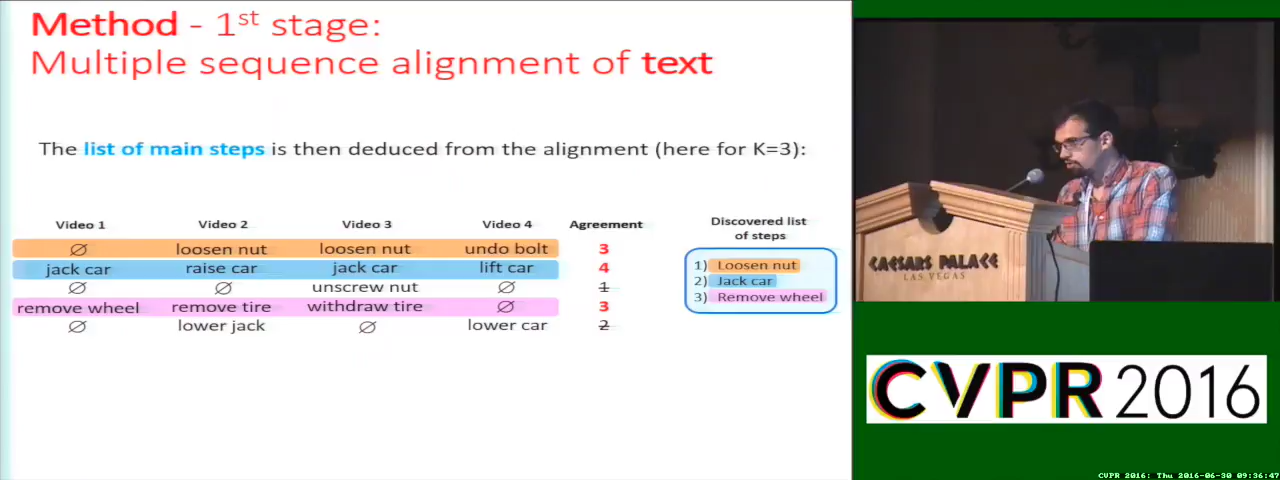 Method - 1st stage:
Multiple sequence alignment of text
The list of main steps is then deduced from the alignment (here for K=3):
Video 1 Video 2 Video 3 Video 4 Agreement
∅ loosen nut loosen nut undo bolt 3
jack car raise car jack car lift car 4
∅ ∅ unscrew nut ∅ 1
remove wheel remove tire withdraw tire ∅ 3
∅ lower jack ∅ lower car 2
Discovered list
of steps
1) Loosen nut
2) Jack car
3) Remove wheel
CAESARS PALACE
LAS VEGAS
CVPR 2016
CVPR 2016: Thu 2016-06-30 09:36:47